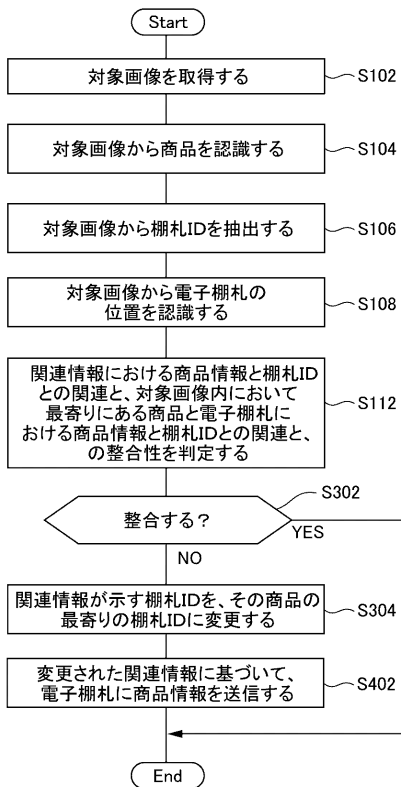 Start
対象画像を取得する
S102
対象画像から商品を認識する
S104
対象画像から棚札IDを抽出する
S106
対象画像から電子棚札の
位置を認識する
S108
関連情報における商品情報と棚札ID
との関連と、対象画像内において
最寄りにある商品と電子棚札に
おける商品情報と棚札IDとの関連と、
の整合性を判定する
S112
整合する？
S302
YES
NO
関連情報が示す棚札IDを、その商品の
最寄りの棚札IDに変更する
S304
変更された関連情報に基づいて、
電子棚札に商品情報を送信する
S402
End